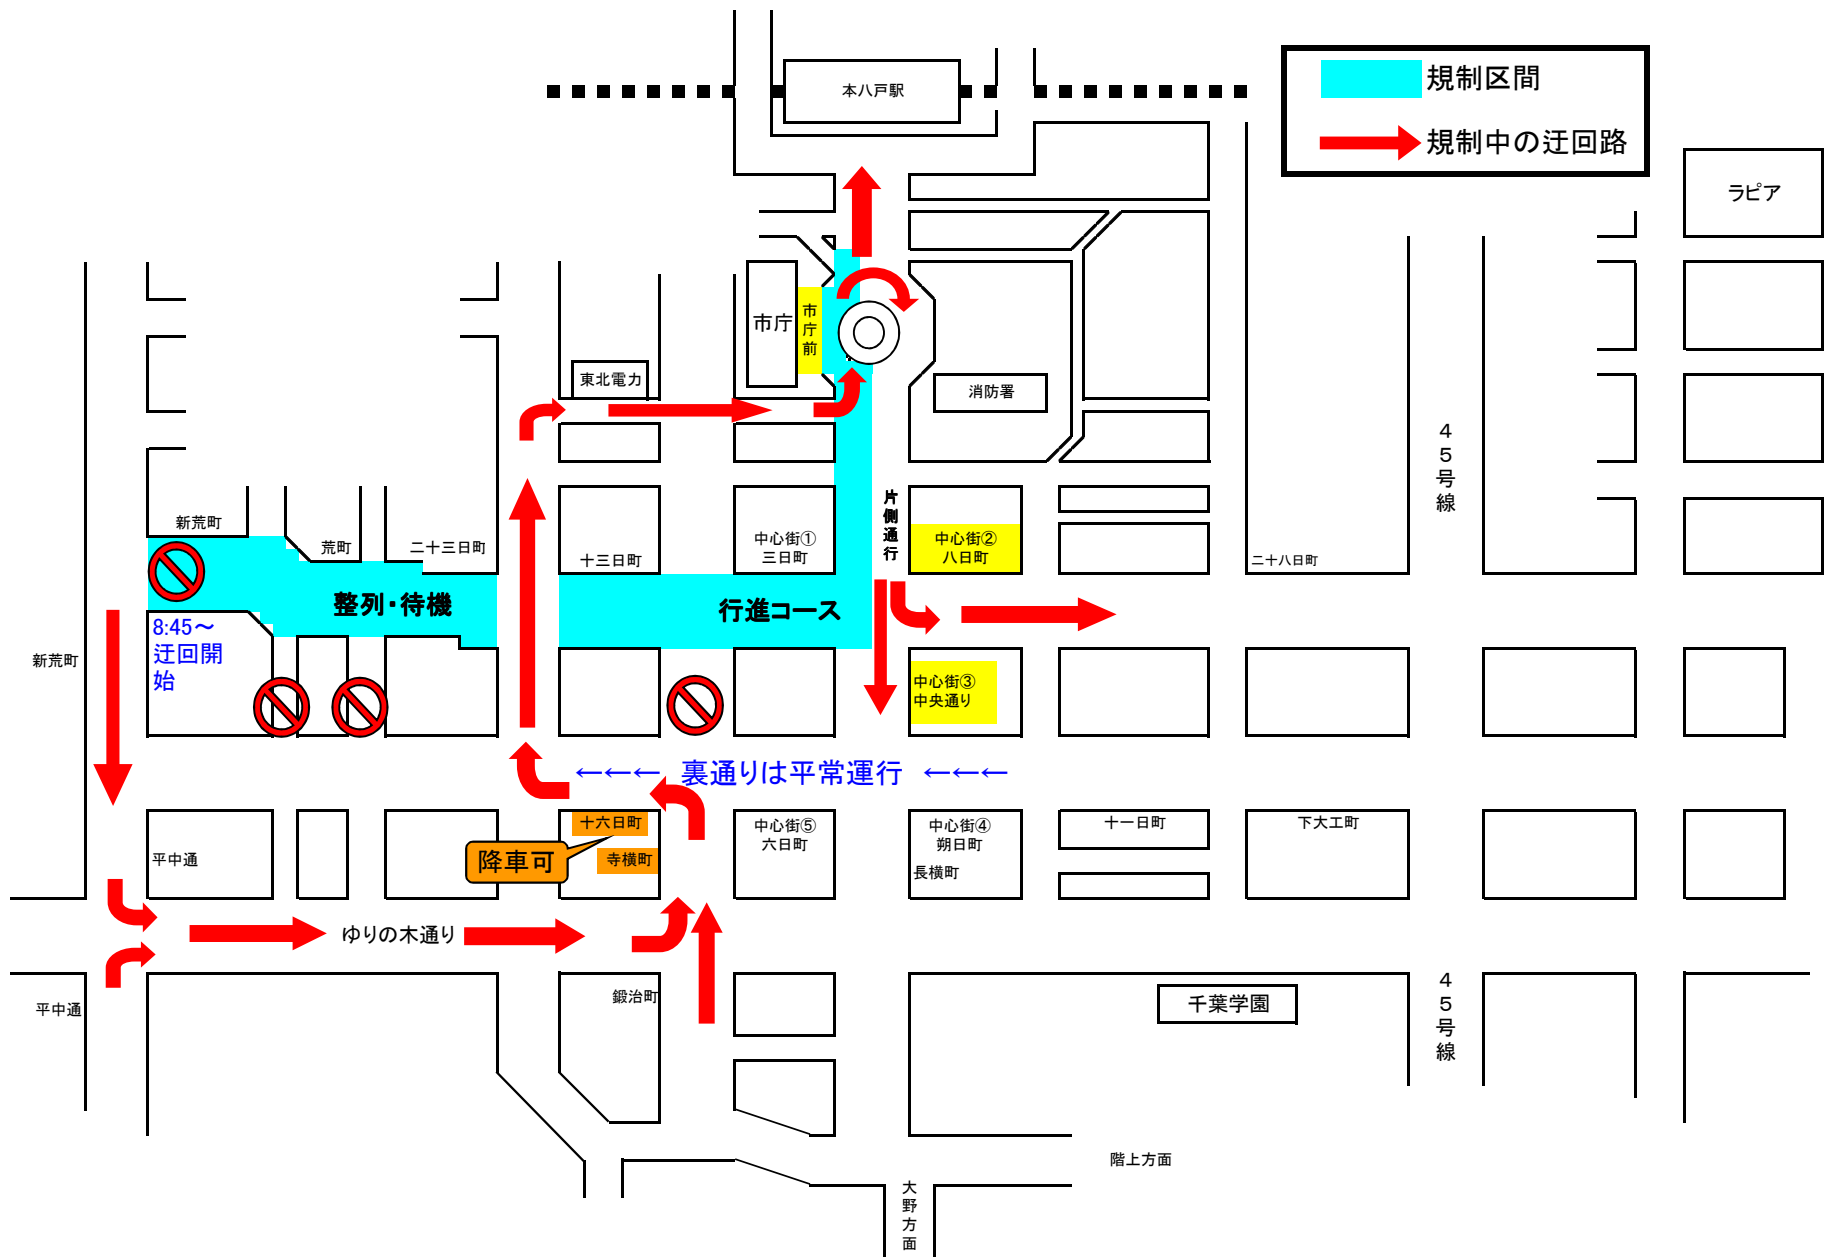 本八戸駅
規制区間
規制中の迂回路
ラピア
市庁
市庁前
東北電力
消防署
45号線
片側通行
新荒町
荒町
二十三日町
十三日町
中心街①
三日町
中心街②
八日町
二十八日町
整列・待機
行進コース
8:45～
迂回開
始
新荒町
中心街③
中央通り
←←← 裏通りは平常運行 ←←←
十六日町
降車可
寺横町
中心街⑤
六日町
中心街④
朔日町
長横町
十一日町
下大工町
平中通
ゆりの木通り
平中通
鍛治町
千葉学園
45号線
階上方面
大野方面